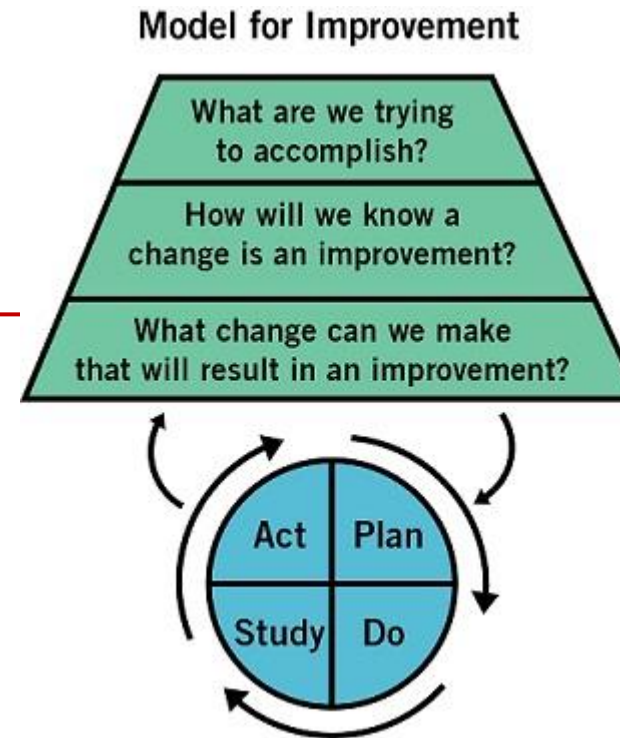 Model for Improvement
What are we trying
to accomplish?
How will we know a
change is an improvement?
What change can we make
that will result in an improvement?
Act
Plan
Study
Do